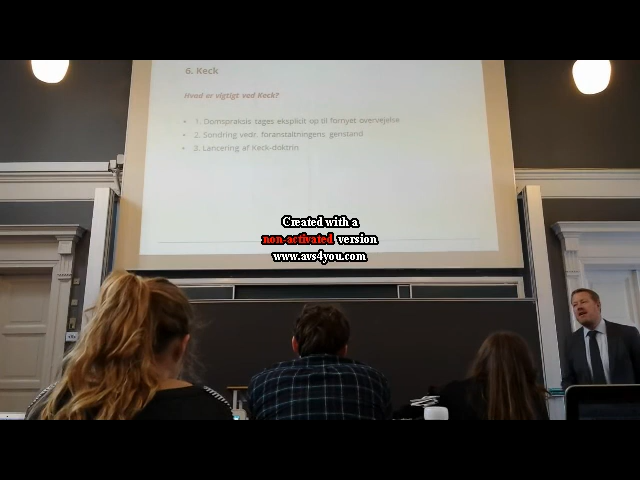 6. Keck
Hvad er vigtigt ved Keck?
• 1. Domspraksis tages eksplicit op til fornyet overvejelse
• 2. Sondring vedr. foranstaltningens genstand
• 3. Lancering af Keck-doktrin
Created with a
non-activated version
www.avs4you.com